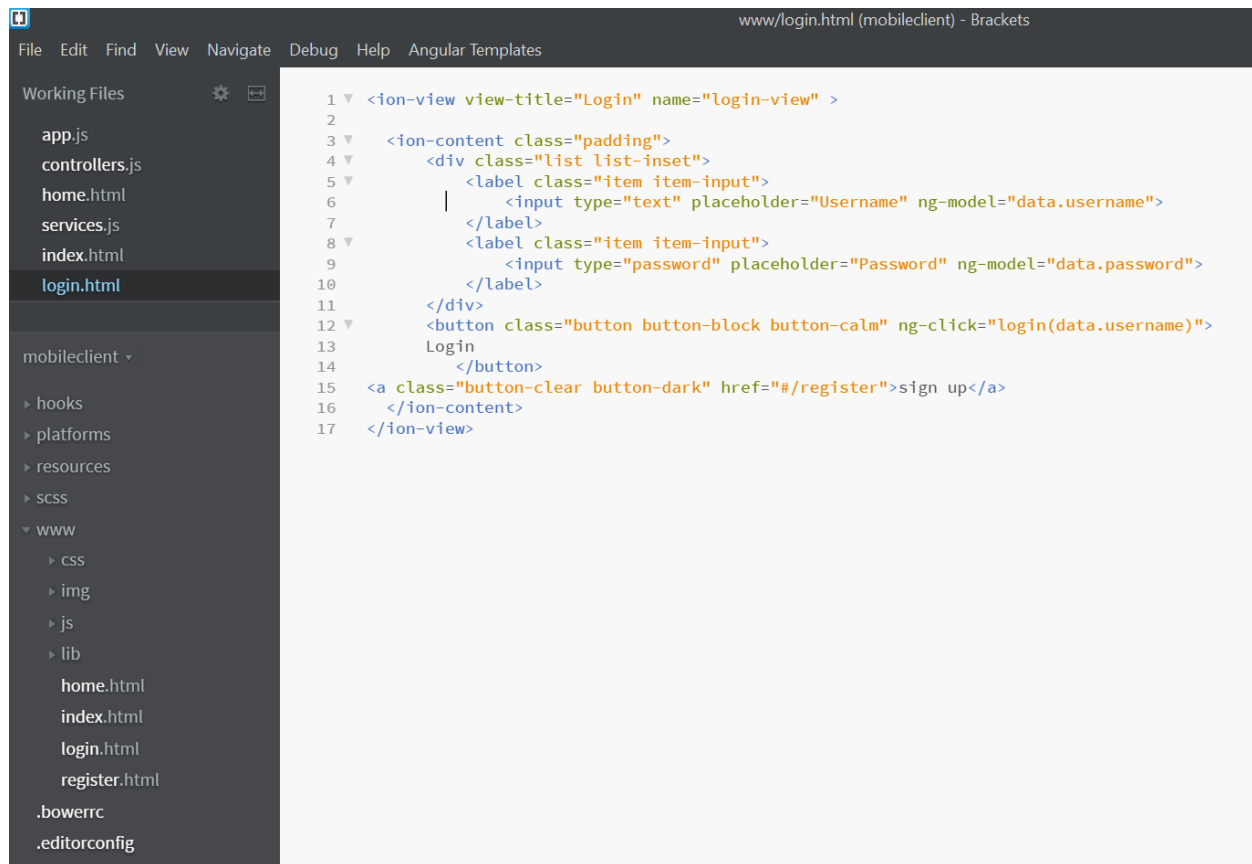 www/login.html (mobileclient) - Brackets
File Edit Find View Navigate Debug Help Angular Templates
Working Files
app.js
controllers.js
home.html
services.js
index.html
login.html
mobileclient
hooks
platforms
resources
scss
www
css
img
js
lib
home.html
index.html
login.html
register.html
.bowerrc
.editorconfig
1 <ion-view view-title="Login" name="login-view" >
2
3 <ion-content class="padding">
4 <div class="list list-inset">
5 <label class="item item-input">
6 <input type="text" placeholder="Username" ng-model="data.username">
7 </label>
8 <label class="item item-input">
9 <input type="password" placeholder="Password" ng-model="data.password">
10 </label>
11 </div>
12 <button class="button button-block button-calm" ng-click="login(data.username)">
13 Login
14 </button>
15 <a class="button-clear button-dark" href="#/register">sign up</a>
16 </ion-content>
17 </ion-view>